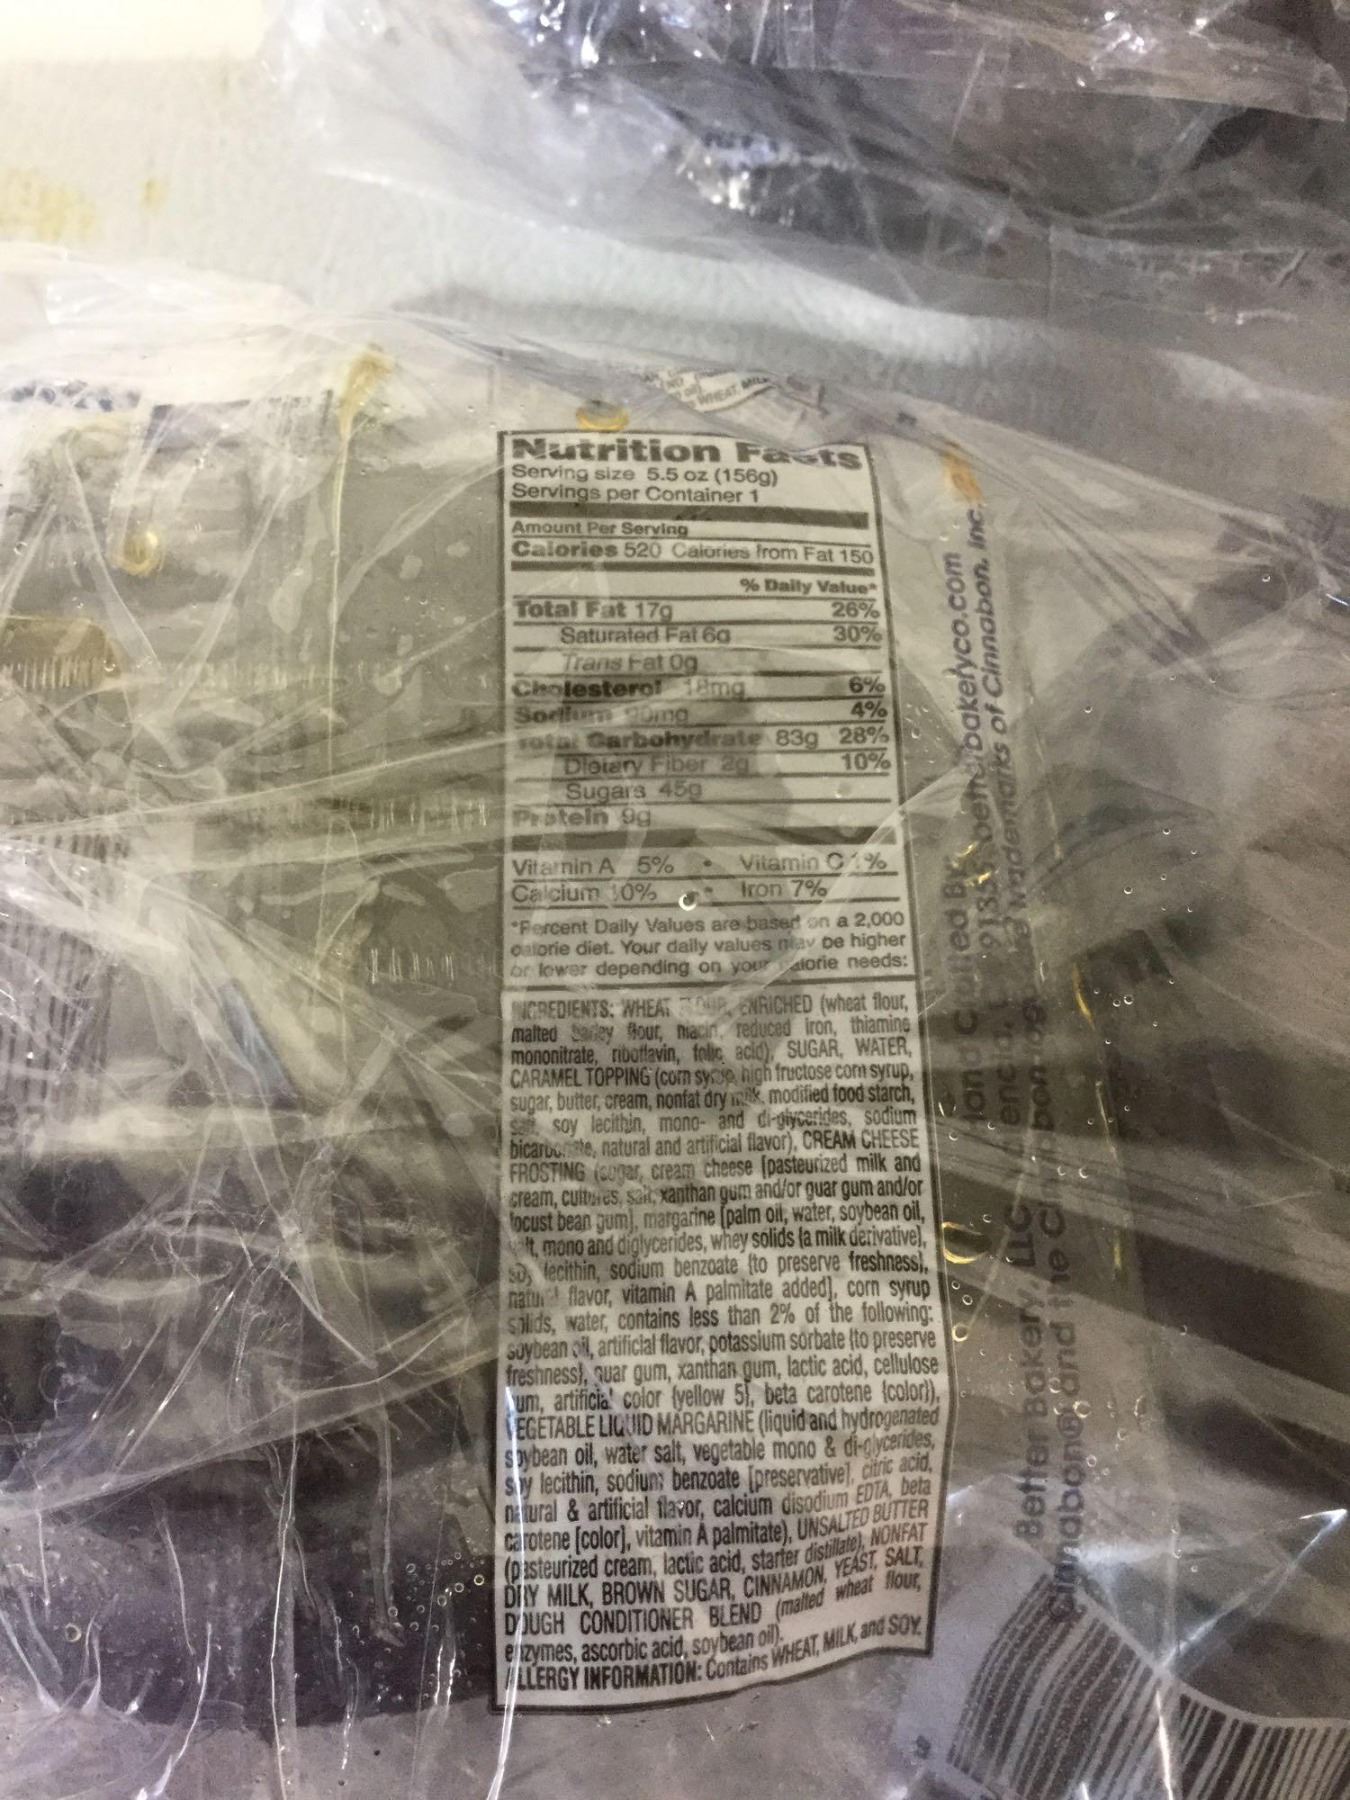 WHEAT, MILK
Nutrition Facts
Serving size 5.5 oz (156g)
Servings per Container 1
Amount Per Serving
Calories 520 Calories from Fat 150
% Daily Value*
Total Fat 17g 26%
Saturated Fat 6g 30%
Trans Fat 0g
Cholesterol 18mg 6%
Sodium 90mg 4%
Total Carbohydrate 83g 28%
Dietary Fiber 2g 10%
Sugars 45g
Protein 9g
Vitamin A 5% • Vitamin C 1%
Calcium 10% • Iron 7%
*Percent Daily Values are based on a 2,000
calorie diet. Your daily values may be higher
or lower depending on your calorie needs:
INGREDIENTS: WHEAT FLOUR, ENRICHED (wheat flour,
malted barley flour, niacin, reduced iron, thiamine
mononitrate, riboflavin, folic acid), SUGAR, WATER,
CARAMEL TOPPING (corn syrup, high fructose corn syrup,
sugar, butter, cream, nonfat dry milk, modified food starch,
salt, soy lecithin, mono- and di-glycerides, sodium
bicarbonate, natural and artificial flavor), CREAM CHEESE
FROSTING (sugar, cream cheese [pasteurized milk and
cream, cultures, salt, xanthan gum and/or guar gum and/or
locust bean gum], margarine [palm oil, water, soybean oil,
salt, mono and diglycerides, whey solids {a milk derivative},
soy lecithin, sodium benzoate {to preserve freshness},
natural flavor, vitamin A palmitate added], corn syrup
solids, water, contains less than 2% of the following:
soybean oil, artificial flavor, potassium sorbate {to preserve
freshness}, guar gum, xanthan gum, lactic acid, cellulose
gum, artificial color {yellow 5}, beta carotene {color}),
VEGETABLE LIQUID MARGARINE (liquid and hydrogenated
soybean oil, water salt, vegetable mono & di-glycerides,
soy lecithin, sodium benzoate [preservative], citric acid,
natural & artificial flavor, calcium disodium EDTA, beta
carotene [color], vitamin A palmitate), UNSALTED BUTTER
(pasteurized cream, lactic acid, starter distillate), NONFAT
DRY MILK, BROWN SUGAR, CINNAMON, YEAST, SALT,
DOUGH CONDITIONER BLEND (malted wheat flour,
enzymes, ascorbic acid, soybean oil).
ALLERGY INFORMATION: Contains WHEAT, MILK, and SOY.
Hand Crafted By:
Better Bakery, LLC betterbakeryco.com
Cinnabon® and the Cinnabon logo trademarks of Cinnabon, Inc.